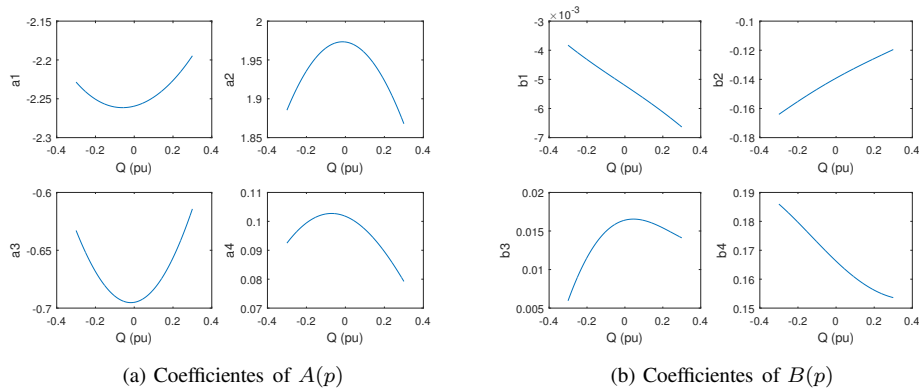 -2.15
-2.2
-2.25
-2.3
a1
-0.4 -0.2 0 0.2 0.4
Q (pu)
2
1.95
1.9
1.85
a2
-0.4 -0.2 0 0.2 0.4
Q (pu)
-0.6
-0.65
-0.7
a3
-0.4 -0.2 0 0.2 0.4
Q (pu)
0.11
0.1
0.09
0.08
0.07
a4
-0.4 -0.2 0 0.2 0.4
Q (pu)
(a) Coefficientes of A(p)
×10⁻³
-3
-4
-5
-6
-7
b1
-0.4 -0.2 0 0.2 0.4
Q (pu)
-0.1
-0.12
-0.14
-0.16
-0.18
b2
-0.4 -0.2 0 0.2 0.4
Q (pu)
0.02
0.015
0.01
0.005
b3
-0.4 -0.2 0 0.2 0.4
Q (pu)
0.19
0.18
0.17
0.16
0.15
b4
-0.4 -0.2 0 0.2 0.4
Q (pu)
(b) Coefficientes of B(p)